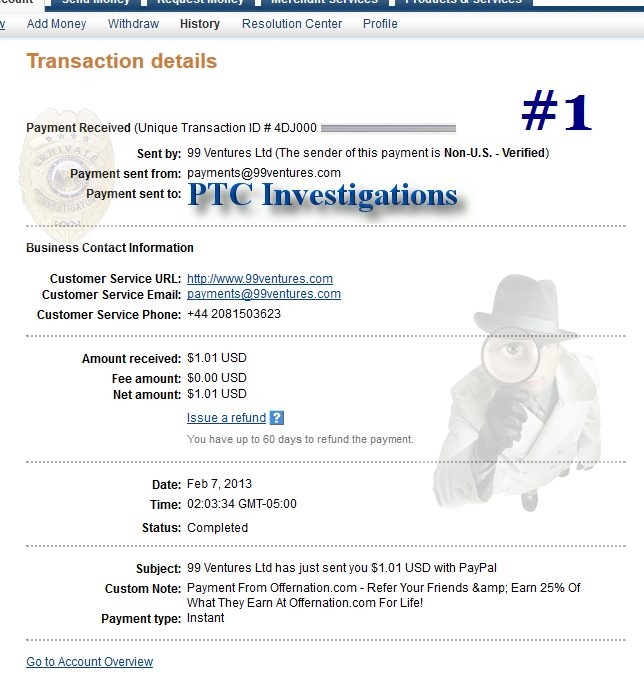 Send Money Request Money Merchant Services Products & Services
Add Money Withdraw History Resolution Center Profile
Transaction details
#1
Payment Received (Unique Transaction ID # 4DJ000
Sent by: 99 Ventures Ltd (The sender of this payment is Non-U.S. - Verified)
Payment sent from: payments@99ventures.com
Payment sent to: PTC Investigations
PRIVATE
INVESTIGATOR
Business Contact Information
Customer Service URL: http://www.99ventures.com
Customer Service Email: payments@99ventures.com
Customer Service Phone: +44 2081503623
Amount received: $1.01 USD
Fee amount: $0.00 USD
Net amount: $1.01 USD
Issue a refund ?
You have up to 60 days to refund the payment.
Date: Feb 7, 2013
Time: 02:03:34 GMT-05:00
Status: Completed
Subject: 99 Ventures Ltd has just sent you $1.01 USD with PayPal
Custom Note: Payment From Offernation.com - Refer Your Friends &amp; Earn 25% Of
What They Earn At Offernation.com For Life!
Payment type: Instant
Go to Account Overview